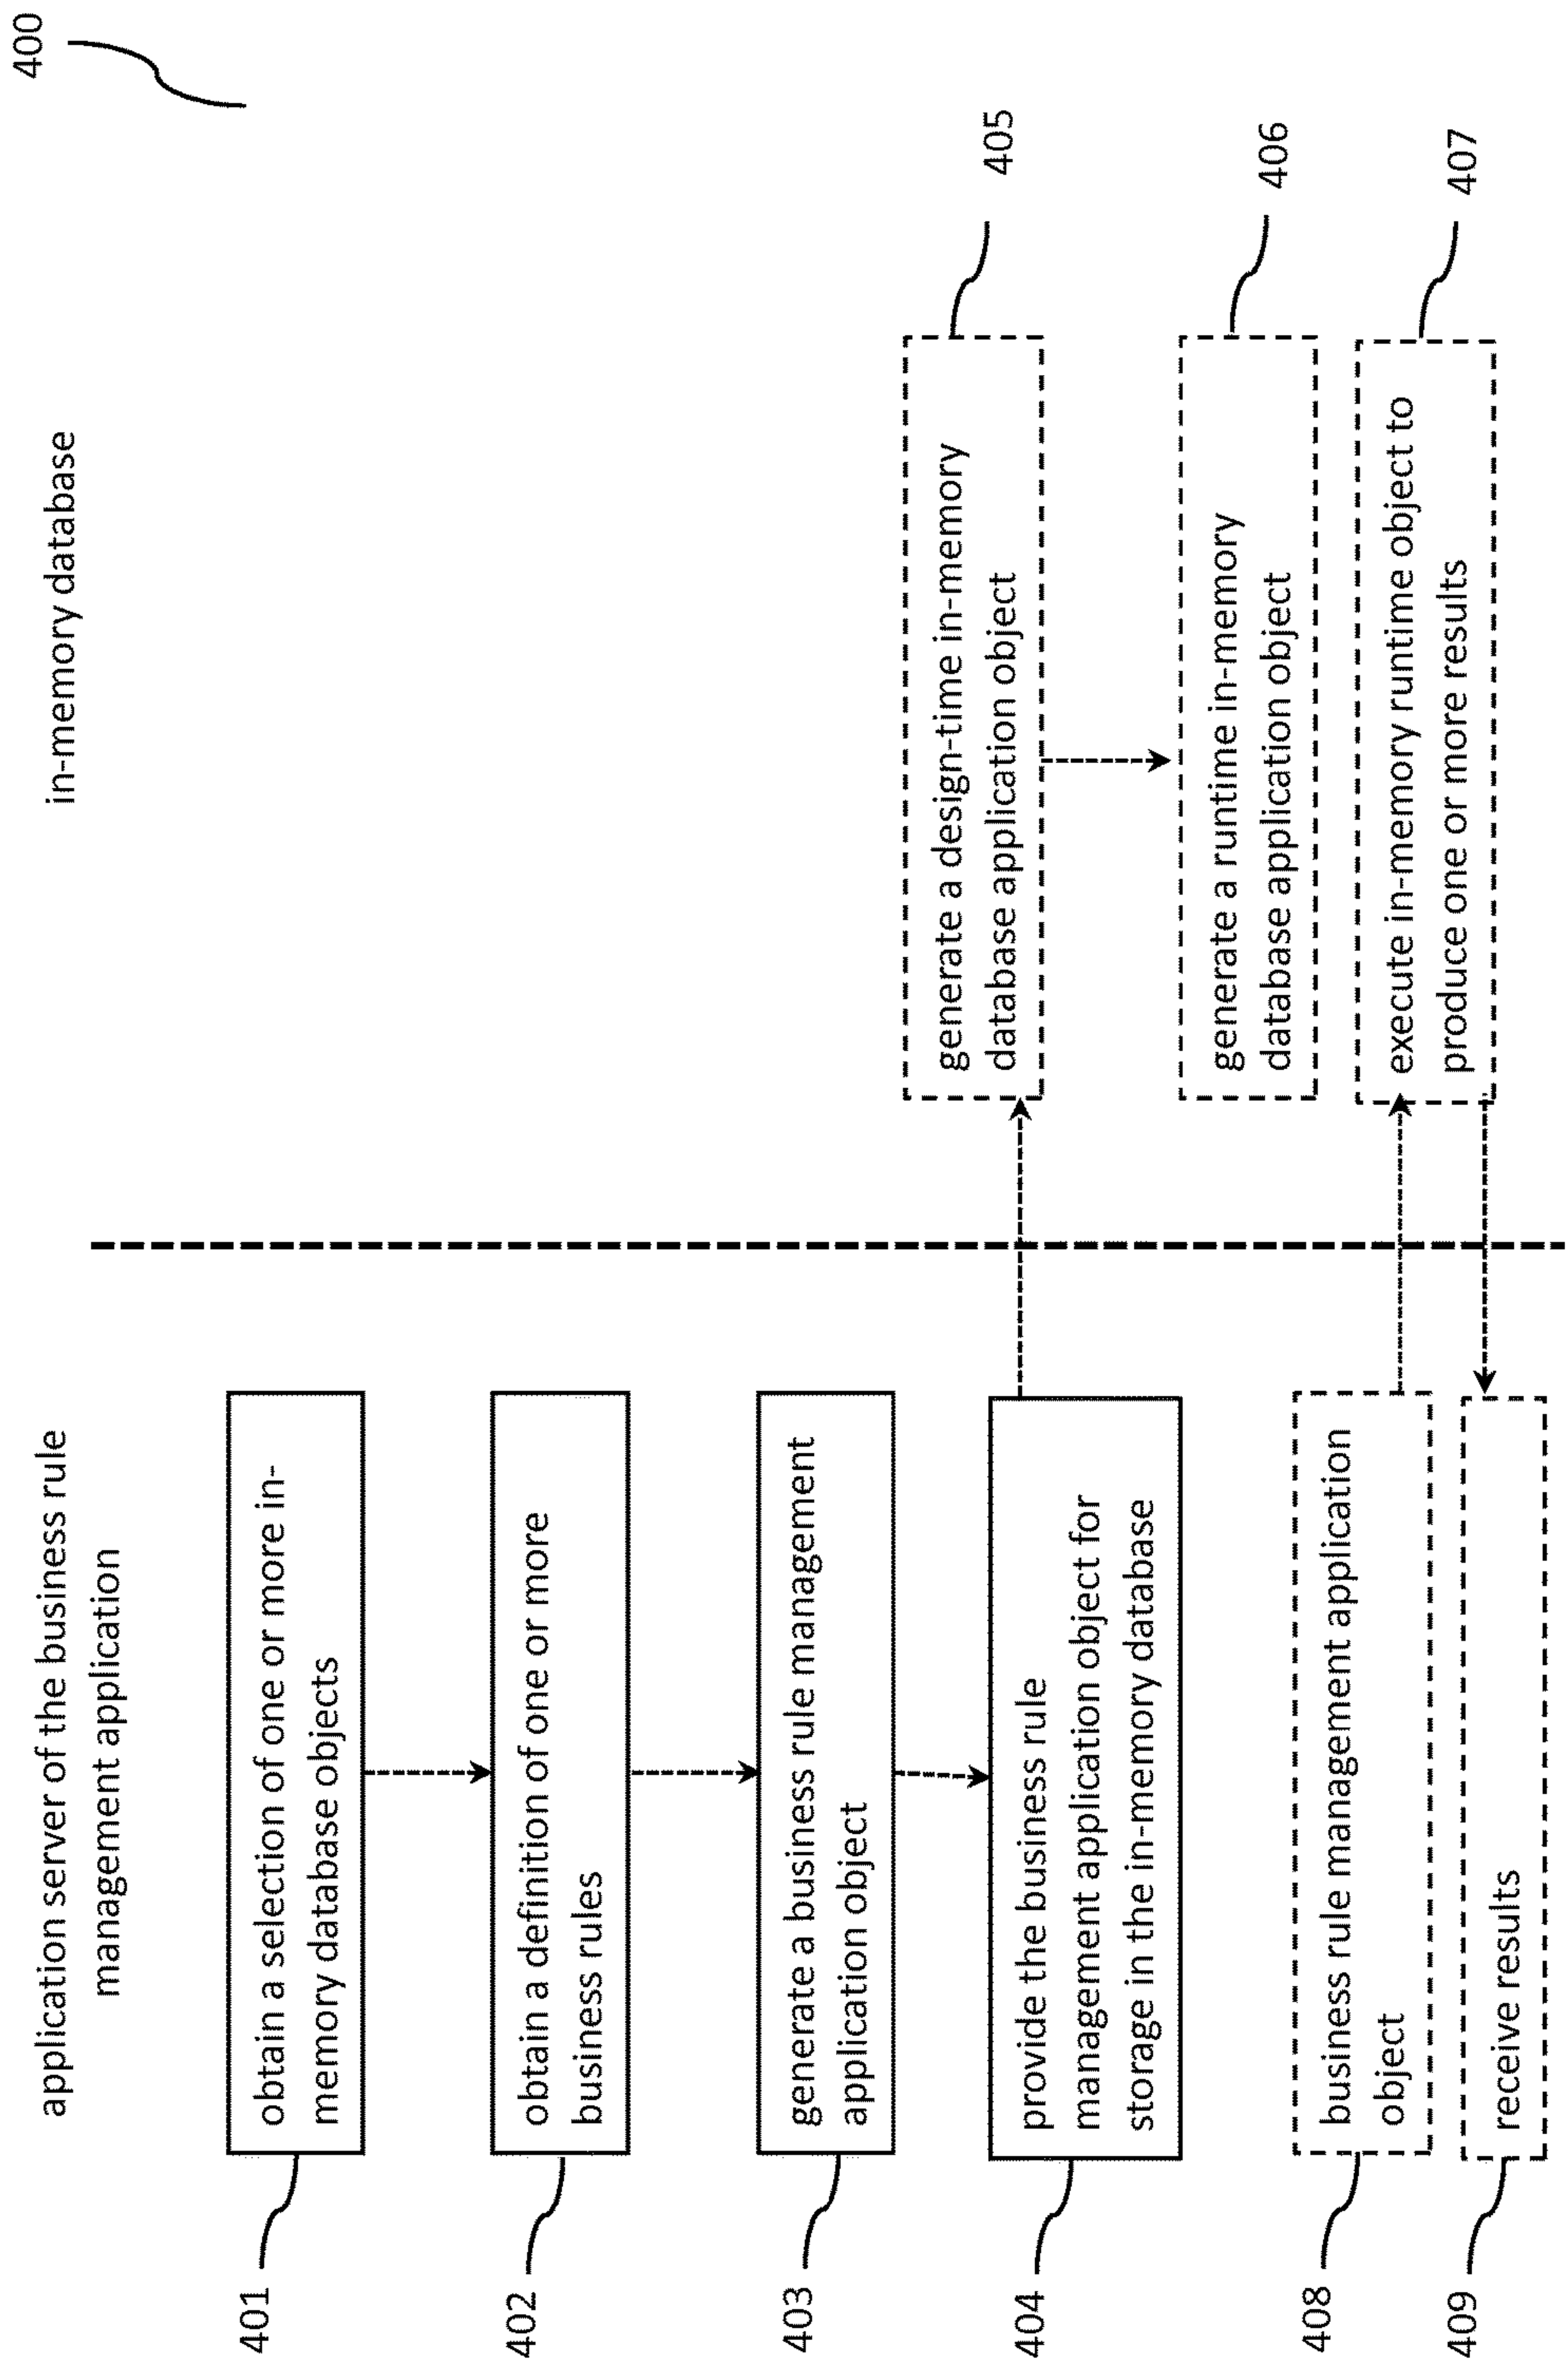 400
application server of the business rule
management application
in-memory database
401
obtain a selection of one or more in-
memory database objects
402
obtain a definition of one or more
business rules
403
generate a business rule management
application object
404
provide the business rule
management application object for
storage in the in-memory database
generate a design-time in-memory
database application object
405
generate a runtime in-memory
database application object
406
408
business rule management application
object
execute in-memory runtime object to
produce one or more results
407
409
receive results